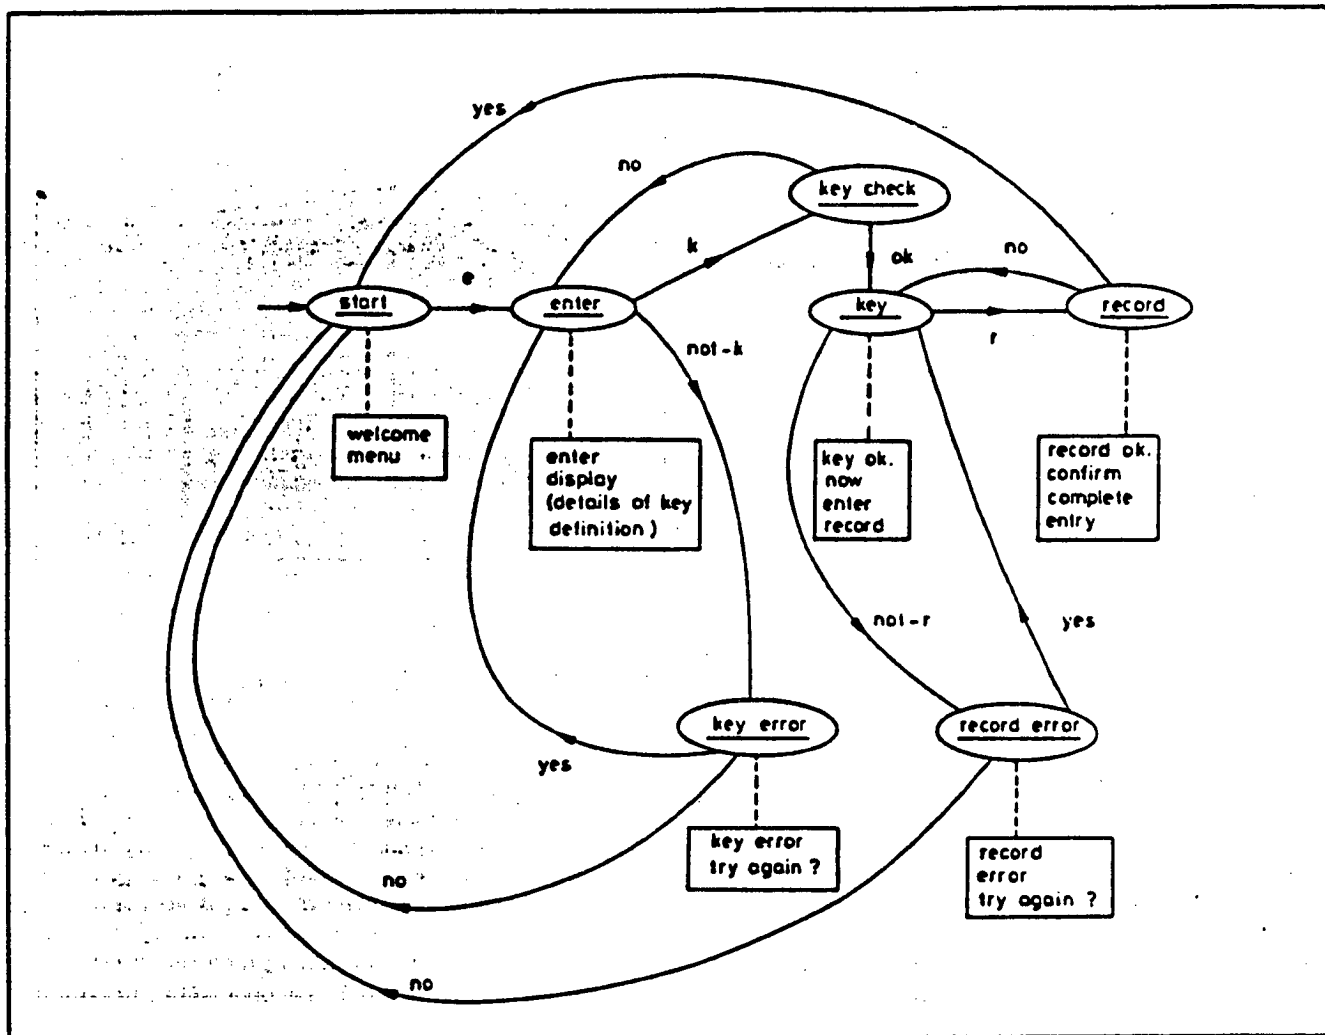 yes
no
key check
k
ok
no
e
start
enter
key
record
r
not-k
welcome
menu
enter
display
(details of key
definition)
key ok.
now
enter
record
record ok.
confirm
complete
entry
not-r
yes
key error
record error
yes
key error
try again ?
record
error
try again ?
no
no